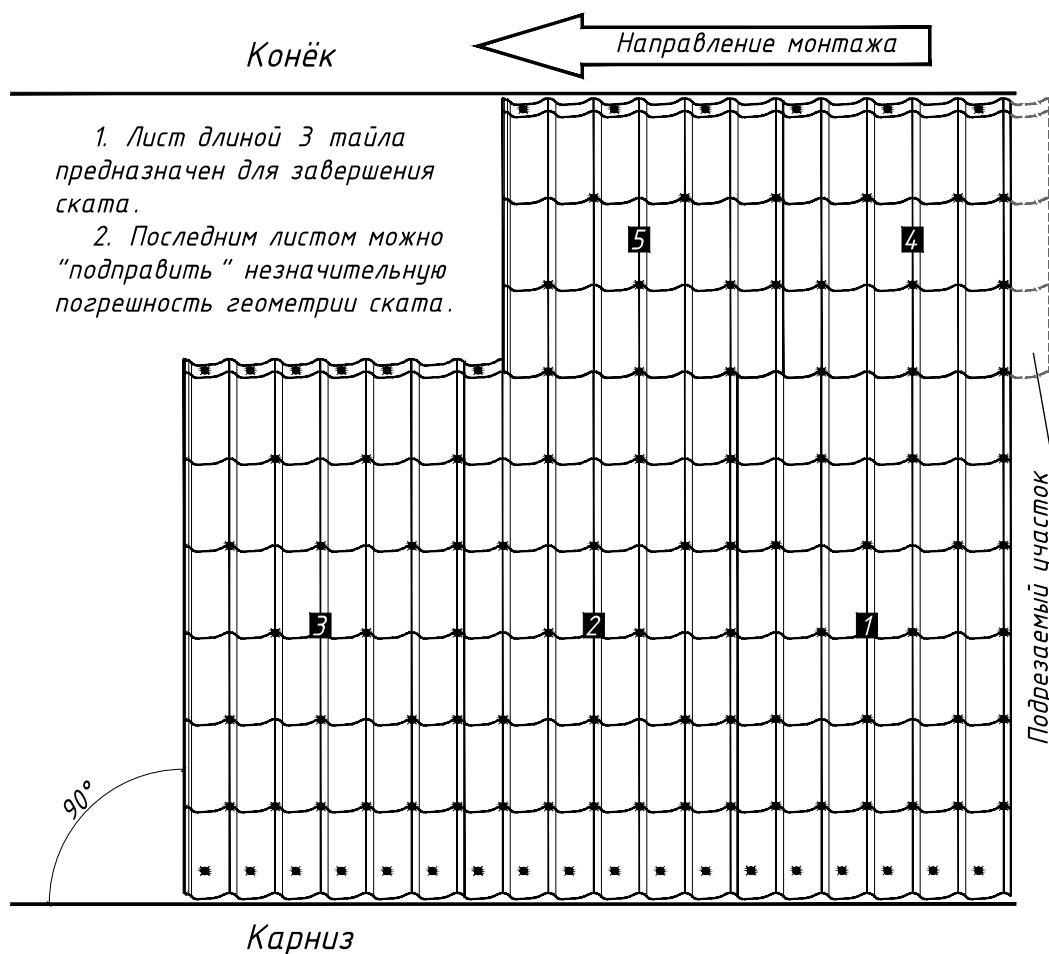 Конёк
Направление монтажа
1. Лист длиной 3 тайла
предназначен для завершения
ската.
2. Последним листом можно
"подправить" незначительную
погрешность геометрии ската.
5
4
3
2
1
Подрезаемый участок
90°
Карниз